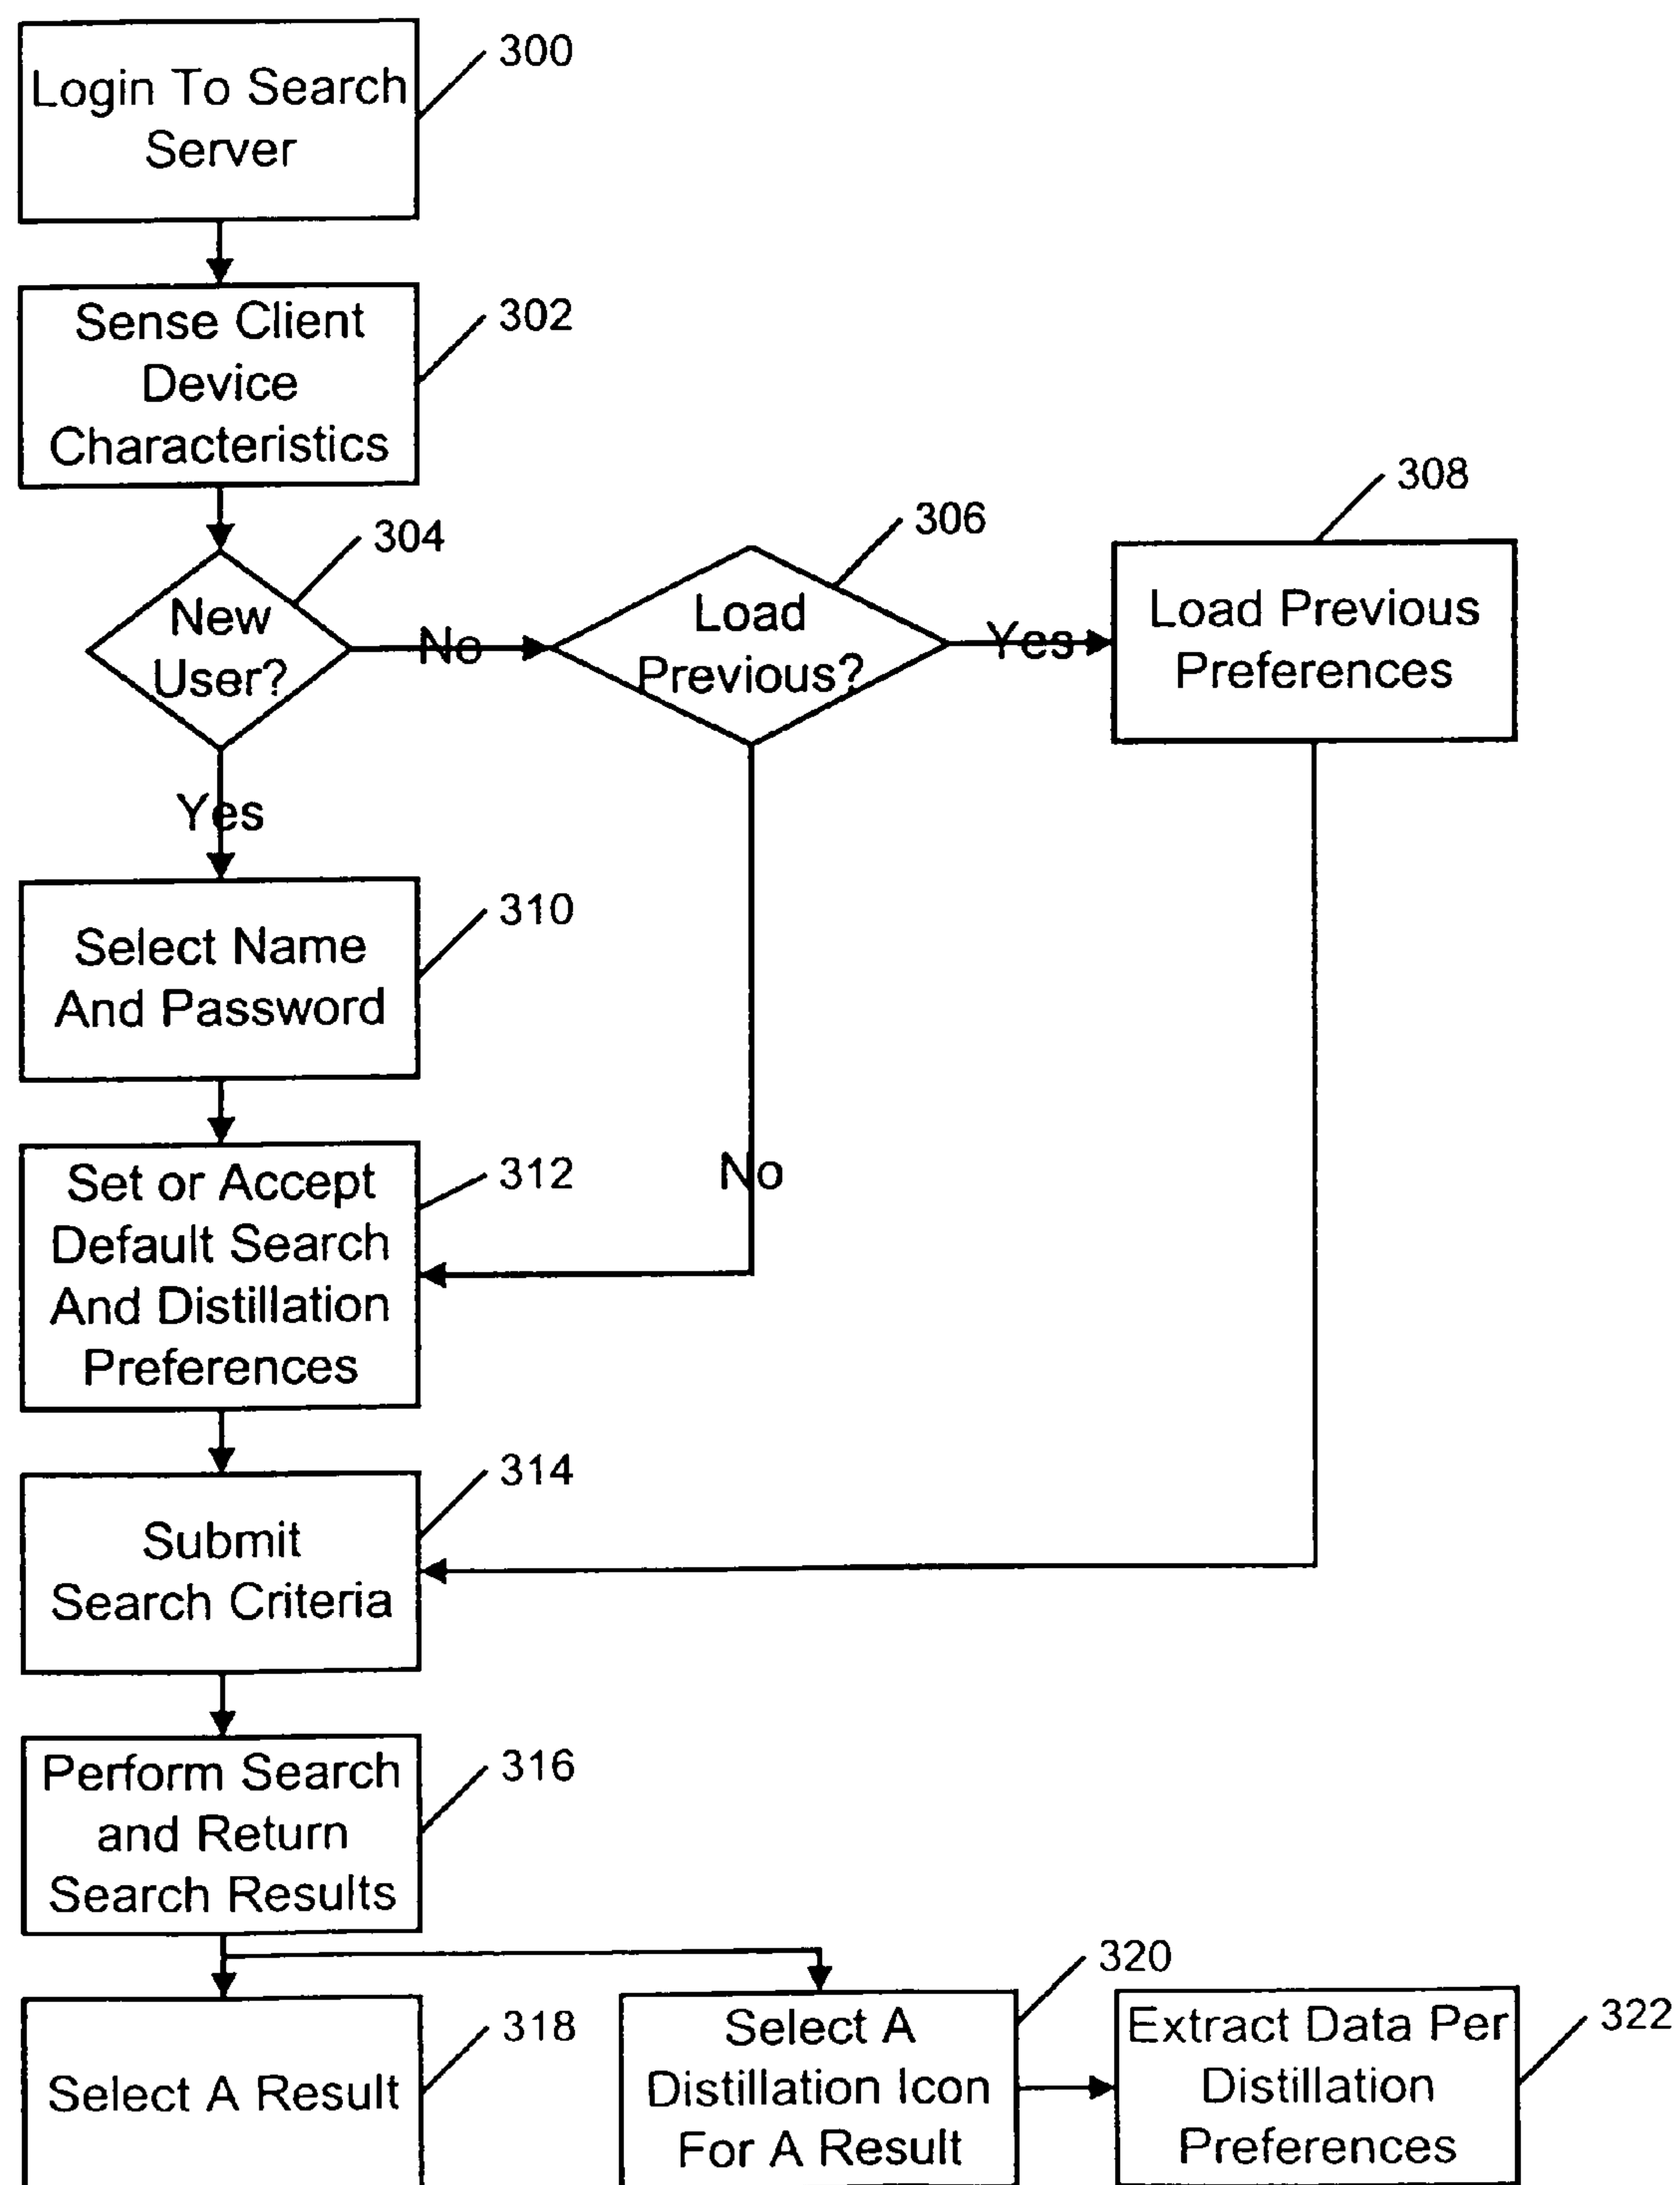 Login To Search
Server
300
Sense Client
Device
Characteristics
302
New
User?
304
No
Load
Previous?
306
Yes
Load Previous
Preferences
308
Yes
Select Name
And Password
310
No
Set or Accept
Default Search
And Distillation
Preferences
312
Submit
Search Criteria
314
Perform Search
and Return
Search Results
316
Select A Result
318
Select A
Distillation Icon
For A Result
320
Extract Data Per
Distillation
Preferences
322